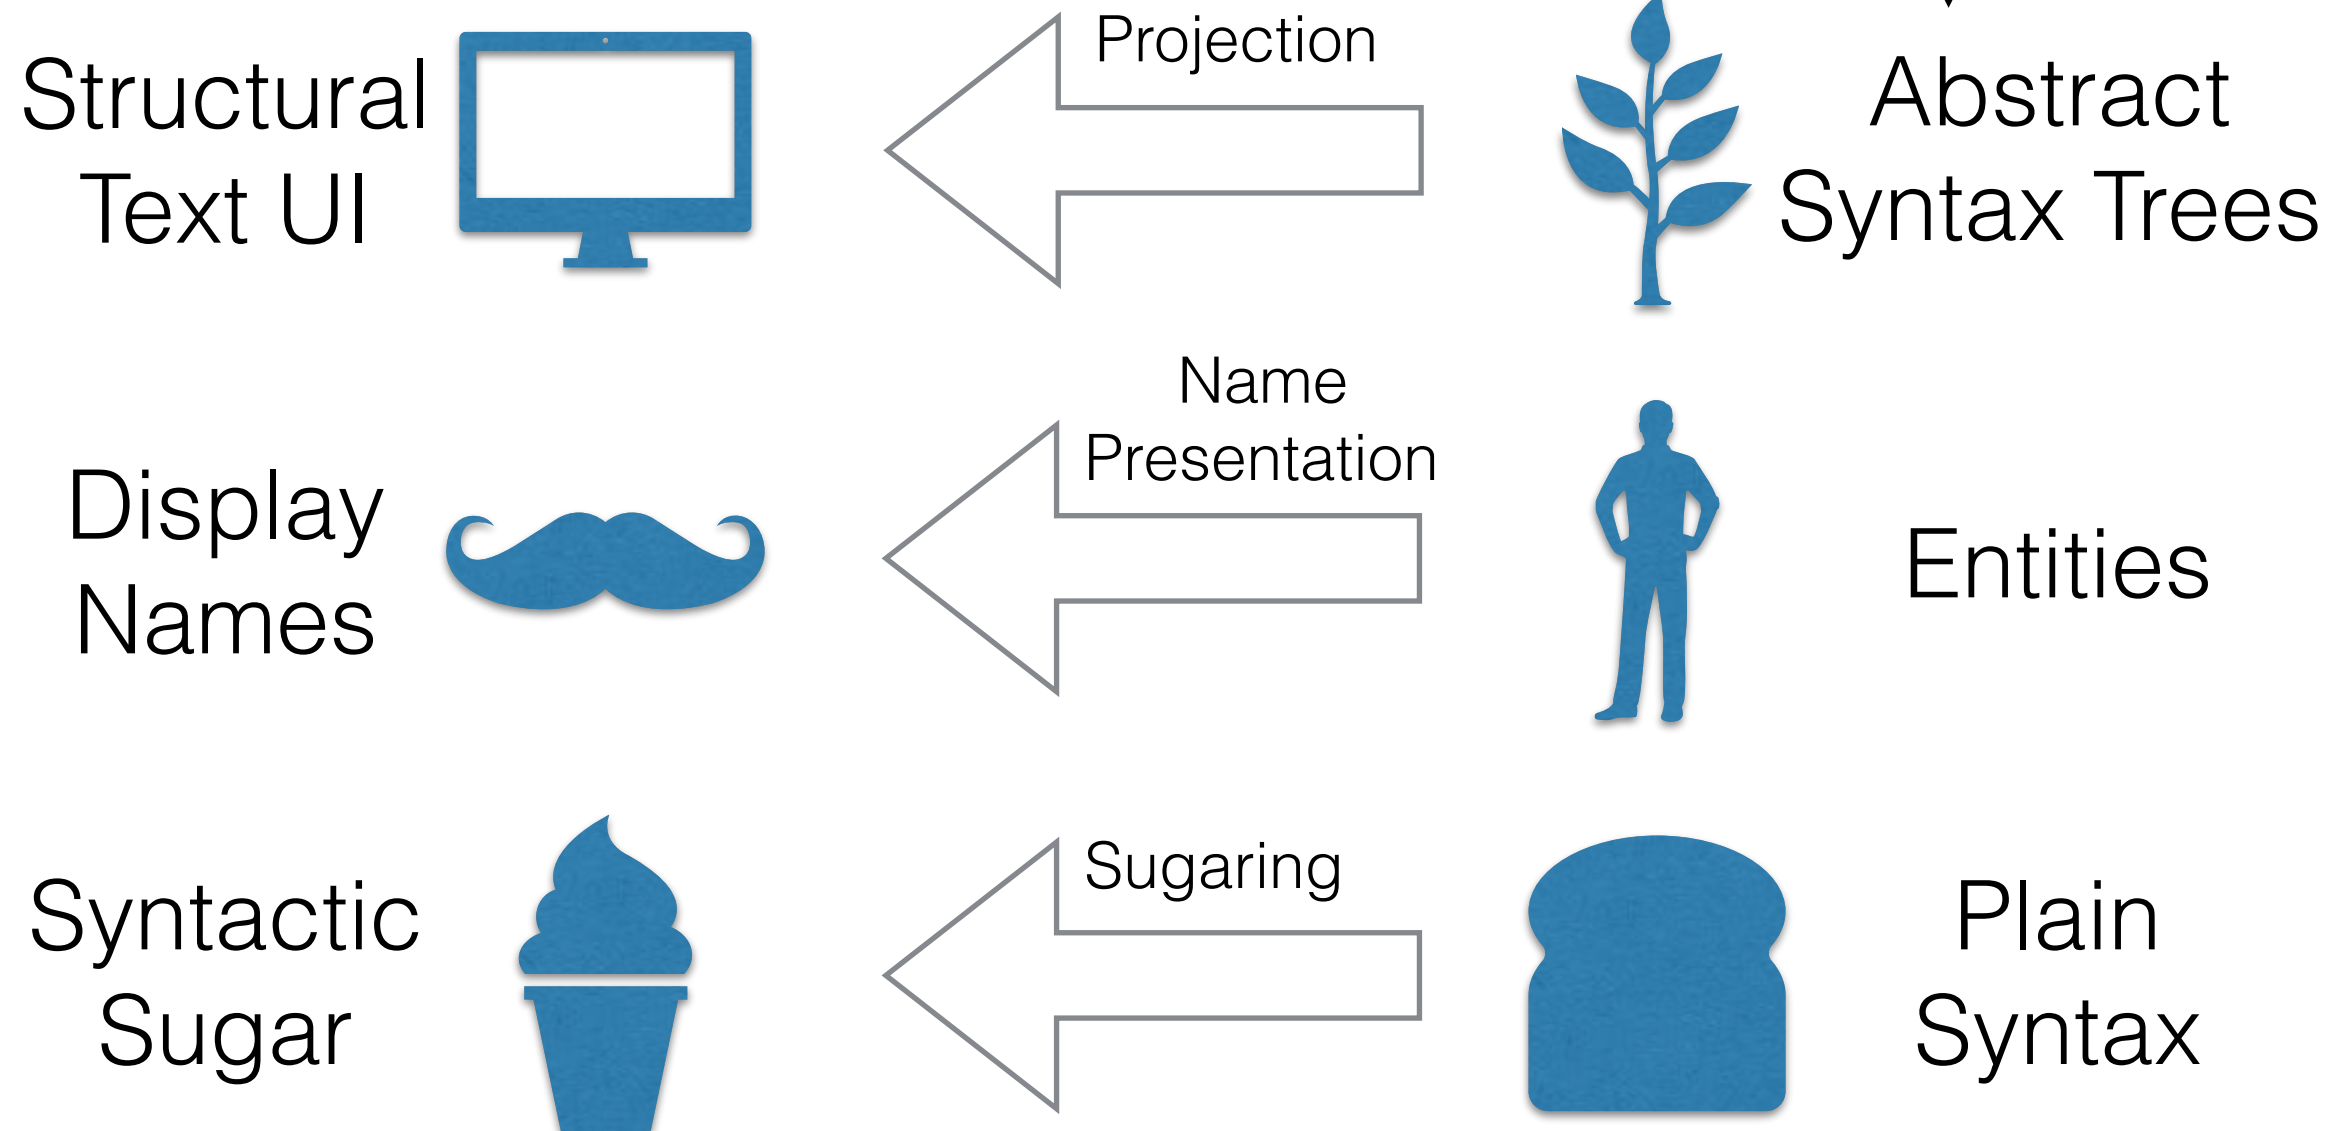 Structural
Text UI
Projection
Abstract
Syntax Trees
Display
Names
Name
Presentation
Entities
Syntactic
Sugar
Sugaring
Plain
Syntax